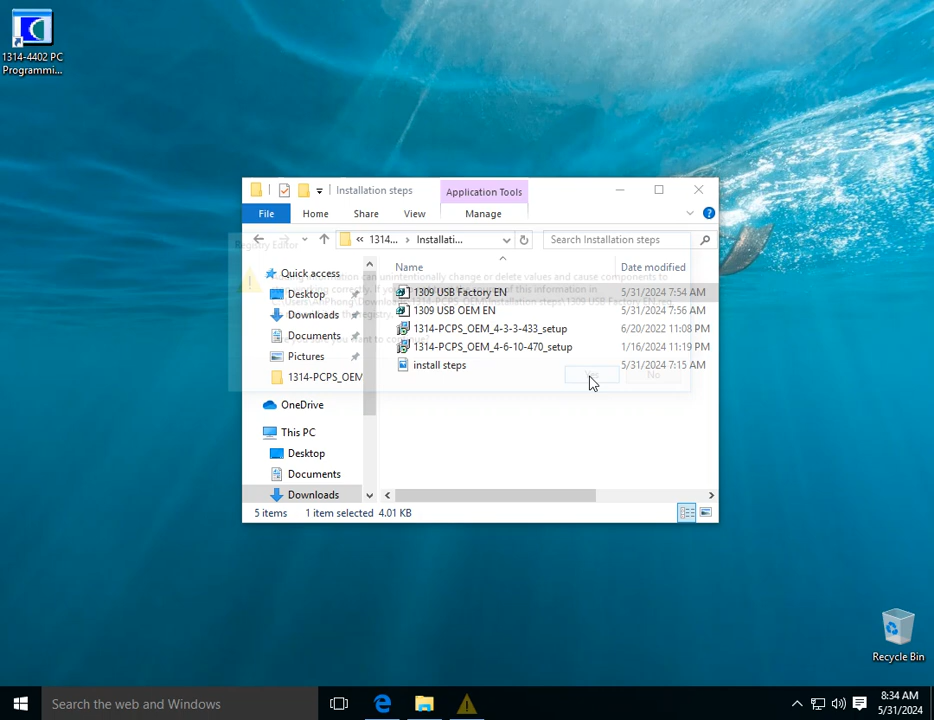 1314-4402 PC
Programmi...
Installation steps
Application Tools
File
Home
Share
View
Manage
« 1314... > Installati...
Search Installation steps
Registry Editor
Name
Date modified
Quick access
Desktop
Downloads
Documents
Pictures
1314-PCPS_OEM
OneDrive
This PC
Desktop
Documents
Downloads
1309 USB Factory EN
5/31/2024 7:54 AM
1309 USB OEM EN
5/31/2024 7:56 AM
1314-PCPS_OEM_4-3-3-433_setup
6/20/2022 11:08 PM
1314-PCPS_OEM_4-6-10-470_setup
1/16/2024 11:19 PM
install steps
5/31/2024 7:15 AM
Yes
No
5 items
1 item selected 4.01 KB
Recycle Bin
Search the web and Windows
8:34 AM
5/31/2024